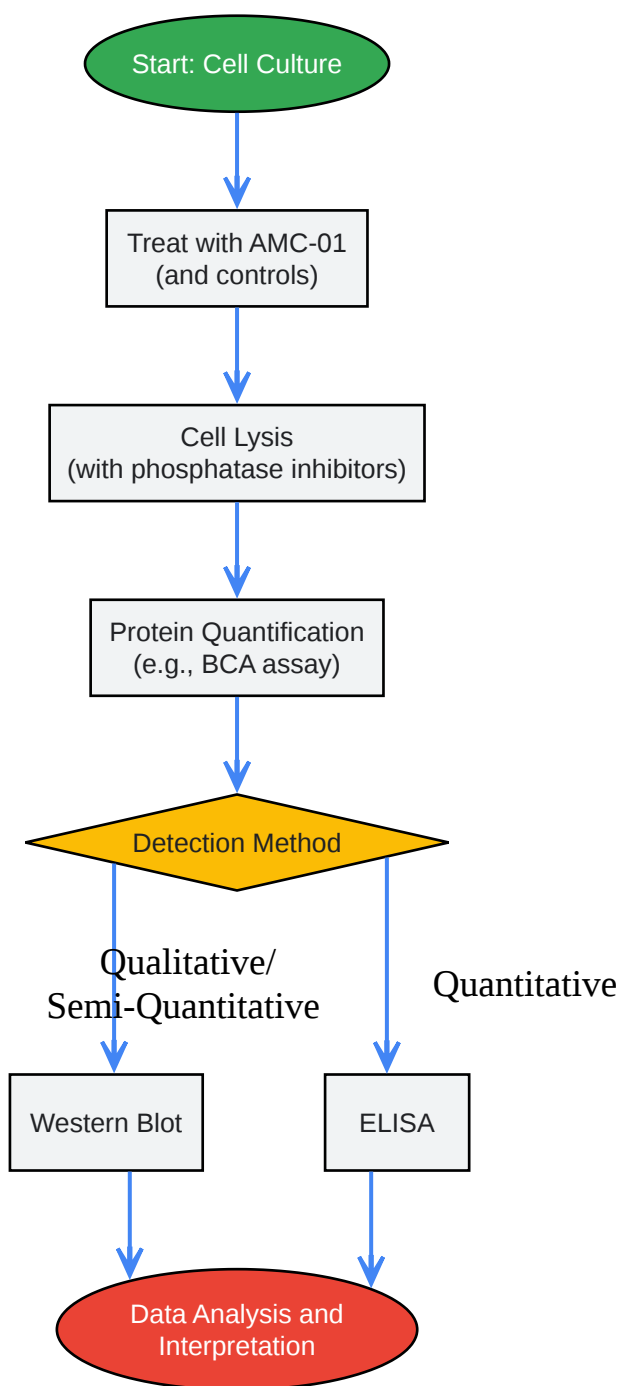 Start: Cell Culture
Treat with AMC-01
(and controls)
Cell Lysis
(with phosphatase inhibitors)
Protein Quantification
(e.g., BCA assay)
Detection Method
Qualitative/
Semi-Quantitative
Quantitative
Western Blot
ELISA
Data Analysis and
Interpretation